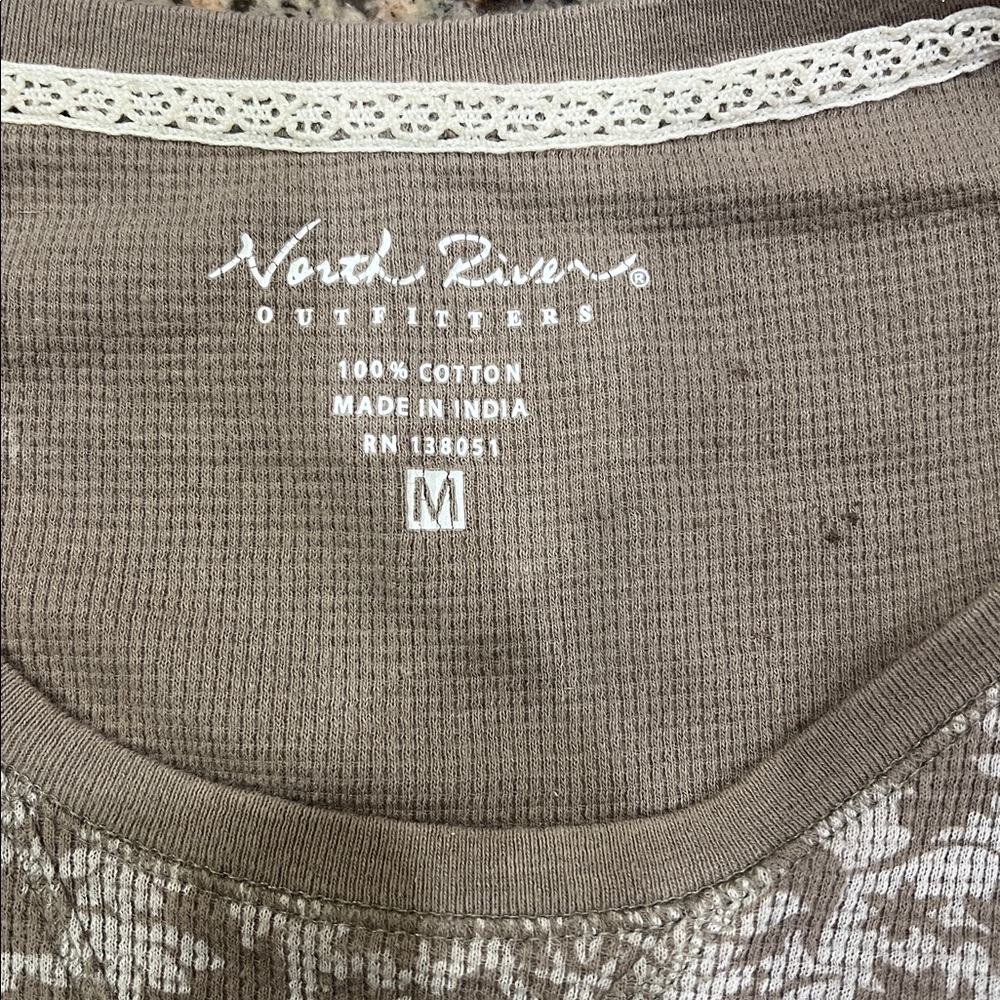 North River®
OUTFITTERS
100% COTTON
MADE IN INDIA
RN 138051
M